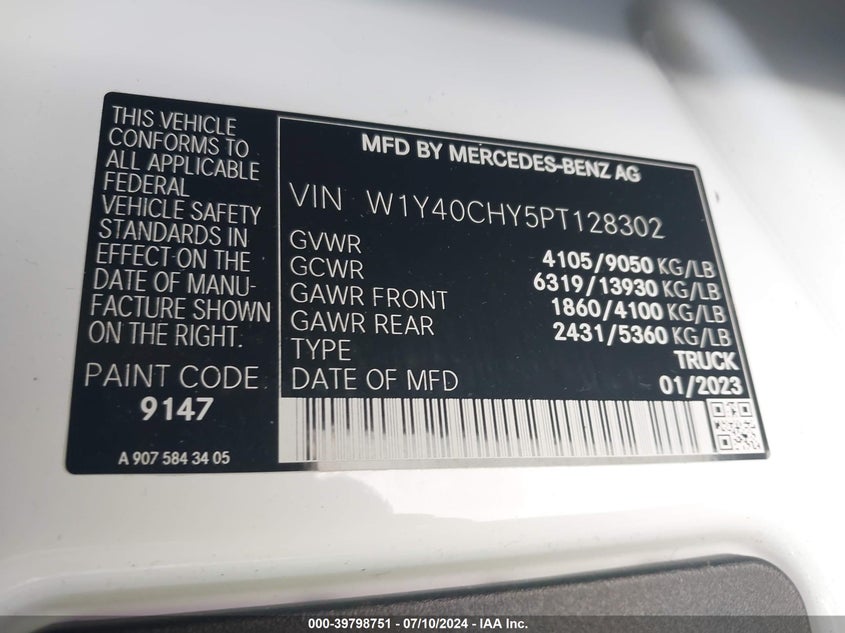 THIS VEHICLE
CONFORMS TO
ALL APPLICABLE
FEDERAL
VEHICLE SAFETY
STANDARDS IN
EFFECT ON THE
DATE OF MANU-
FACTURE SHOWN
ON THE RIGHT.
PAINT CODE
9147
A 907 584 34 05
MFD BY MERCEDES-BENZ AG
VIN W1Y40CHY5PT128302
GVWR 4105/9050 KG/LB
GCWR 6319/13930 KG/LB
GAWR FRONT 1860/4100 KG/LB
GAWR REAR 2431/5360 KG/LB
TYPE TRUCK
DATE OF MFD 01/2023
000-39798751 - 07/10/2024 - IAA Inc.